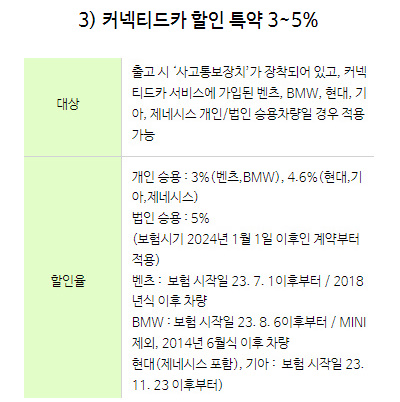 3) 커넥티드카 할인 특약 3~5%
대상
출고 시 ‘사고통보장치’가 장착되어 있고, 커넥
티드카 서비스에 가입된 벤츠, BMW, 현대, 기
아, 제네시스 개인/법인 승용차량일 경우 적용
가능
할인율
개인 승용 : 3%(벤츠,BMW), 4.6%(현대,기
아,제네시스)
법인 승용 : 5%
(보험시기 2024년 1월 1일 이후인 계약부터
적용)
벤츠 : 보험 시작일 23. 7. 1이후부터 / 2018
년식 이후 차량
BMW : 보험 시작일 23. 8. 6이후부터 / MINI
제외, 2014년 6월식 이후 차량
현대(제네시스 포함), 기아 : 보험 시작일 23.
11. 23 이후부터)